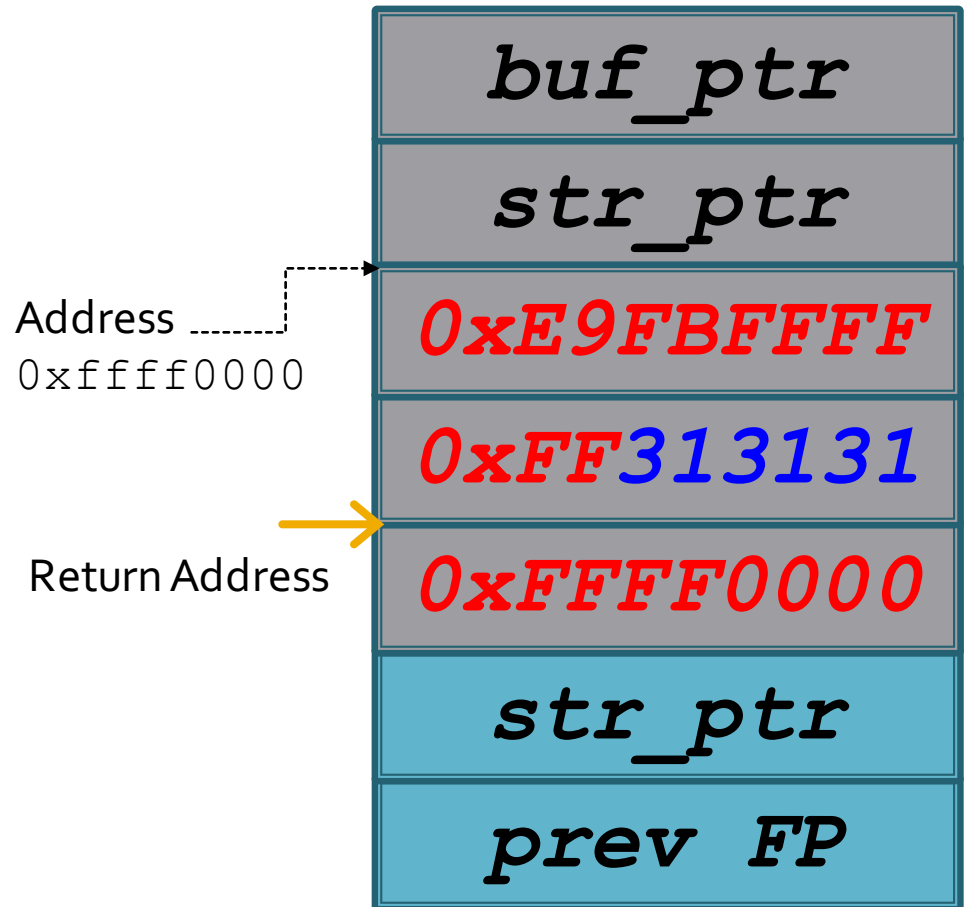 buf_ptr
str_ptr
Address
0xffff0000
0xE9FBFFFF
0xFF313131
Return Address
0xFFFF0000
str_ptr
prev FP